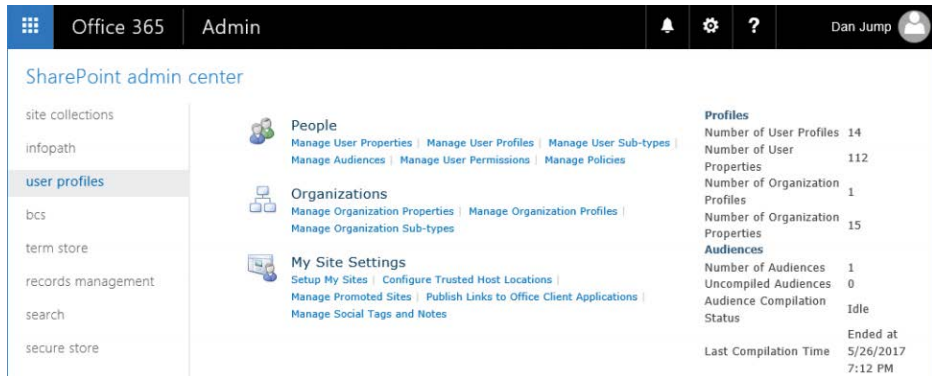 Office 365 Admin
? Dan Jump
SharePoint admin center
site collections
infopath
user profiles
bcs
term store
records management
search
secure store
People
Manage User Properties | Manage User Profiles | Manage User Sub-types |
Manage Audiences | Manage User Permissions | Manage Policies
Organizations
Manage Organization Properties | Manage Organization Profiles |
Manage Organization Sub-types
My Site Settings
Setup My Sites | Configure Trusted Host Locations |
Manage Promoted Sites | Publish Links to Office Client Applications |
Manage Social Tags and Notes
Profiles
Number of User Profiles 14
Number of User
Properties 112
Number of Organization
Profiles 1
Number of Organization
Properties 15
Audiences
Number of Audiences 1
Uncompiled Audiences 0
Audience Compilation
Status Idle
Last Compilation Time Ended at
5/26/2017
7:12 PM